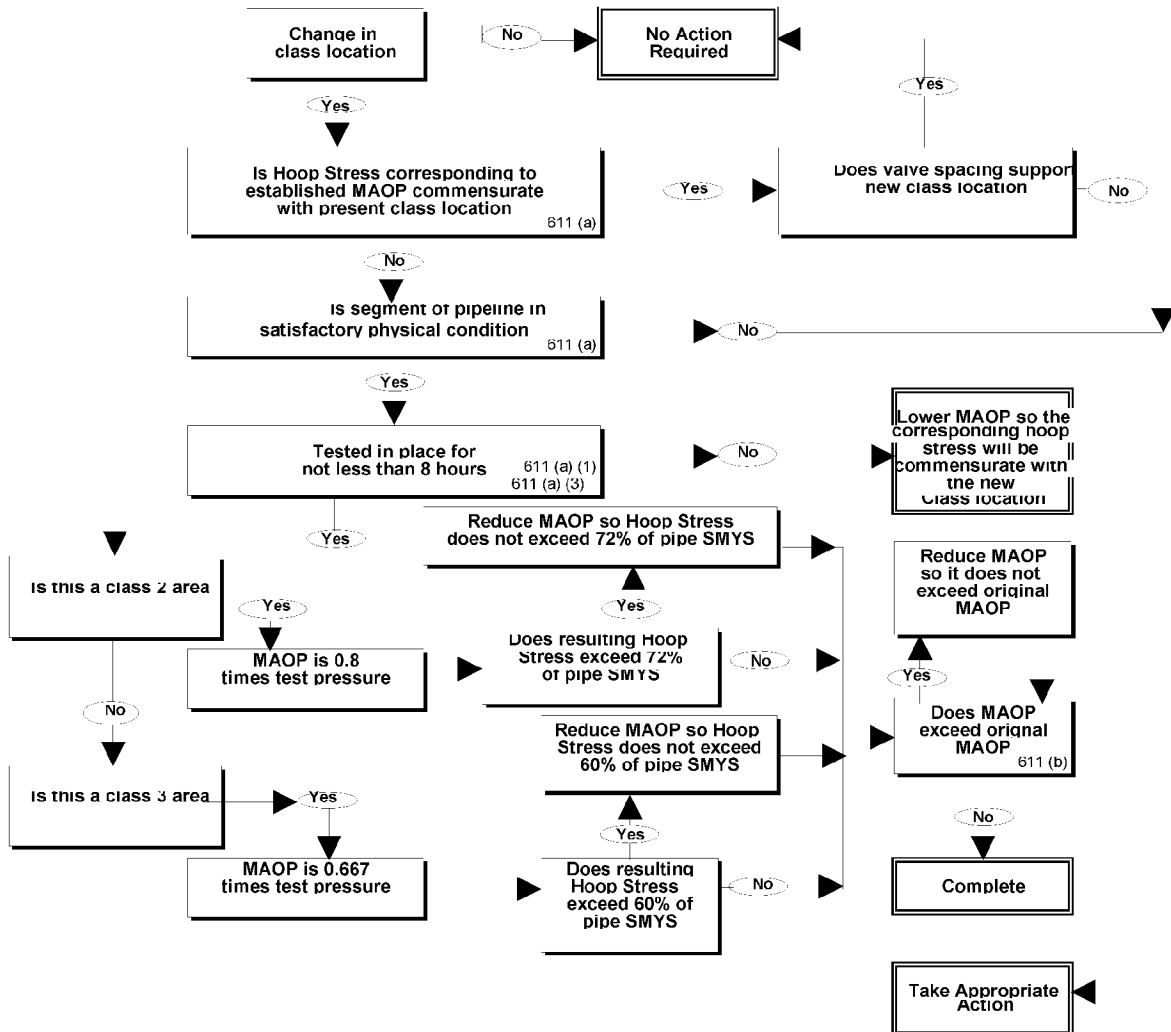 Change in
class location
No
No Action
Required
Yes
Yes
Is Hoop Stress corresponding to
established MAOP commensurate
with present class location
611 (a)
Yes
Does valve spacing support
new class location
No
No
Is segment of pipeline in
satisfactory physical condition
611 (a)
No
Yes
Tested in place for
not less than 8 hours
611 (a) (1)
611 (a) (3)
No
Lower MAOP so the
corresponding hoop
stress will be
commensurate with
the new
Class location
Yes
Reduce MAOP so Hoop Stress
does not exceed 72% of pipe SMYS
Is this a class 2 area
Reduce MAOP
so it does not
exceed original
MAOP
Yes
Yes
MAOP is 0.8
times test pressure
Does resulting Hoop
Stress exceed 72%
of pipe SMYS
No
Yes
No
Reduce MAOP so Hoop
Stress does not exceed
60% of pipe SMYS
Does MAOP
exceed orignal
MAOP
611 (b)
Is this a class 3 area
Yes
Yes
No
MAOP is 0.667
times test pressure
Does resulting
Hoop Stress
exceed 60% of
pipe SMYS
No
Complete
Take Appropriate
Action